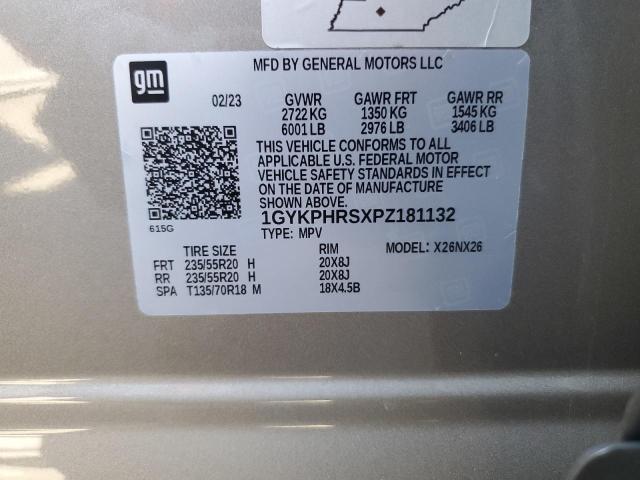 gm
MFD BY GENERAL MOTORS LLC
02/23 GVWR GAWR FRT GAWR RR
2722 KG 1350 KG 1545 KG
6001 LB 2976 LB 3406 LB
THIS VEHICLE CONFORMS TO ALL
APPLICABLE U.S. FEDERAL MOTOR
VEHICLE SAFETY STANDARDS IN EFFECT
ON THE DATE OF MANUFACTURE
SHOWN ABOVE.
1GYKPHRSXPZ181132
615G
TYPE: MPV
TIRE SIZE RIM MODEL: X26NX26
FRT 235/55R20 H 20X8J
RR 235/55R20 H 20X8J
SPA T135/70R18 M 18X4.5B